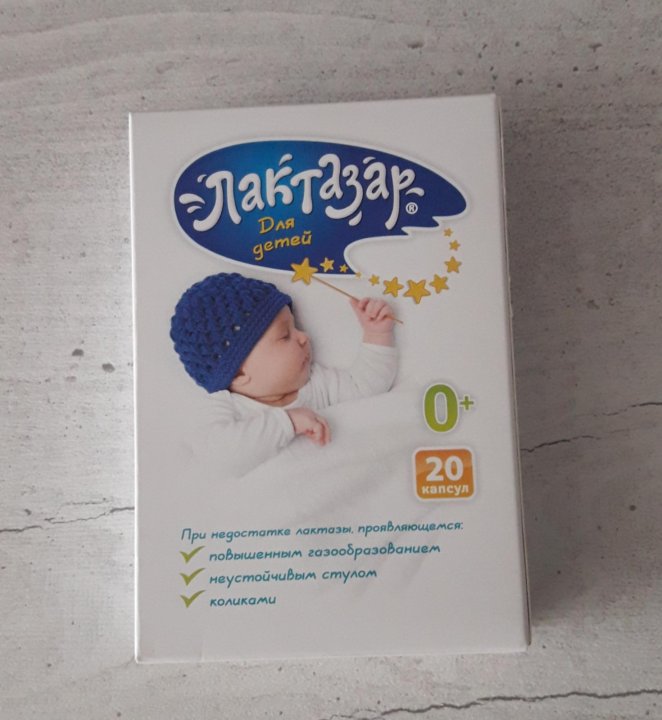 Лактазар®
Для
детей
0+
20
капсул
При недостатке лактазы, проявляющемся:
повышенным газообразованием
неустойчивым стулом
коликами